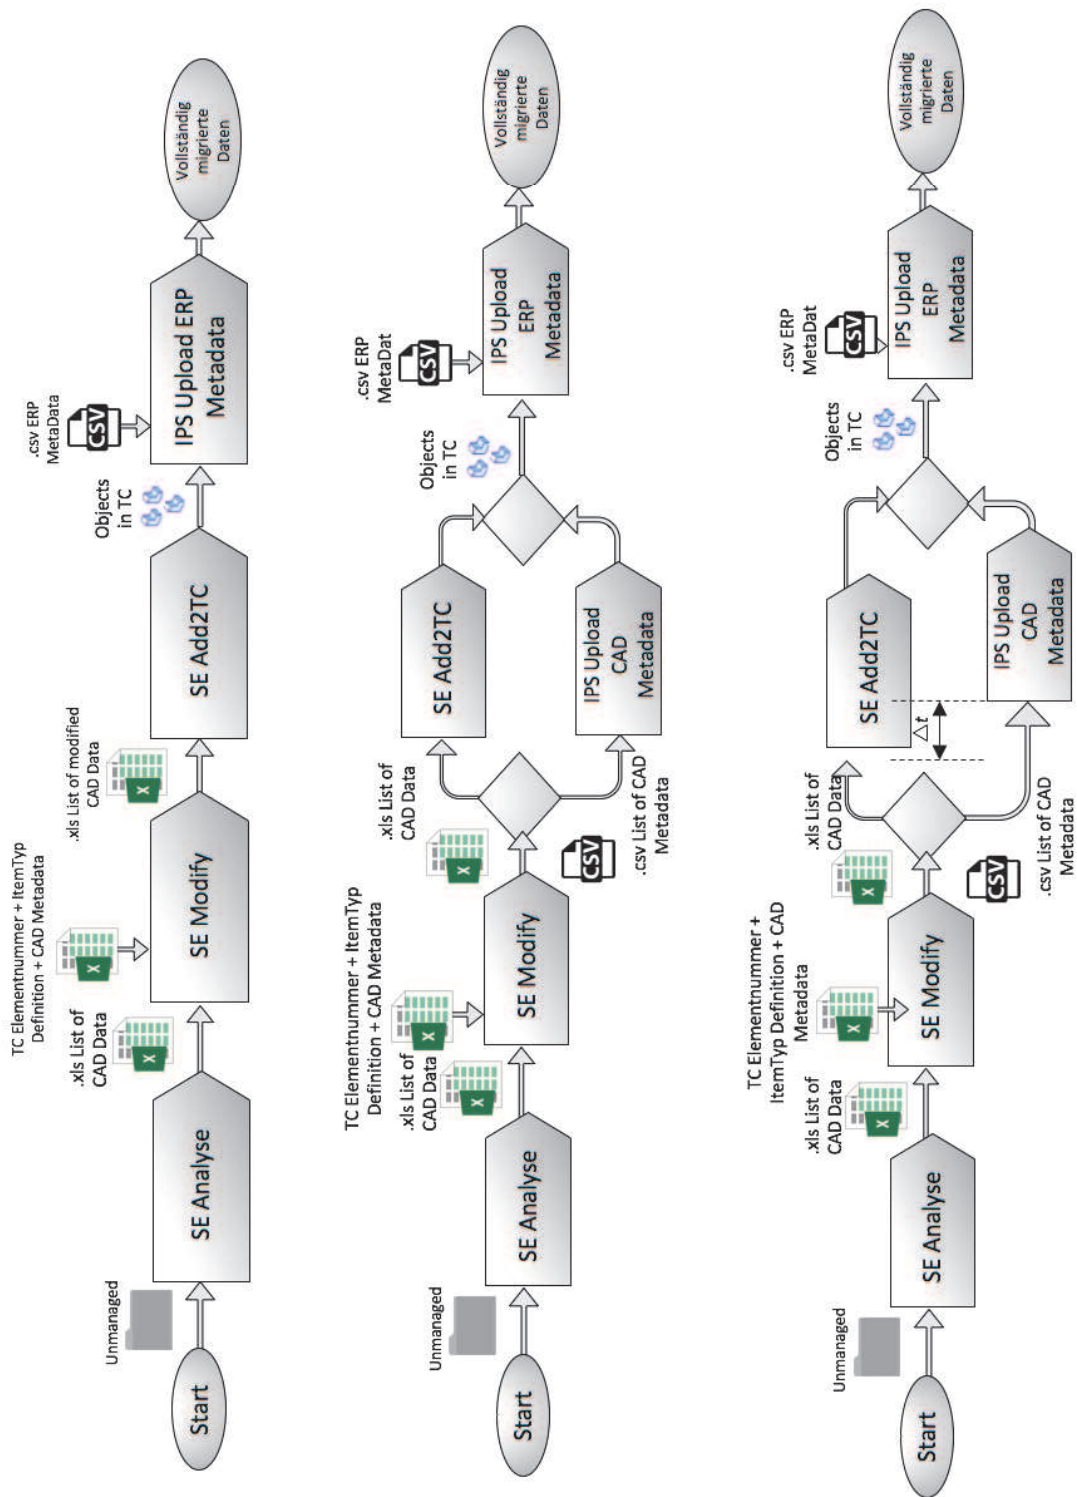 Start
Unmanaged
SE Analyse
.xls List of
CAD Data
TC Elementnummer + ItemTyp
Definition + CAD Metadata
SE Modify
.xls List of modified
CAD Data
SE Add2TC
Objects
in TC
.csv ERP
MetaData
CSV
IPS Upload ERP
Metadata
Vollständig
migrierte
Daten
Start
Unmanaged
SE Analyse
.xls List of
CAD Data
TC Elementnummer + ItemTyp
Definition + CAD Metadata
SE Modify
.xls List of
CAD Data
CSV
.csv List of CAD
Metadata
SE Add2TC
IPS Upload
CAD
Metadata
Objects
in TC
.csv ERP
MetaDat
CSV
IPS Upload
ERP
Metadata
Vollständig
migrierte
Daten
Start
Unmanaged
SE Analyse
.xls List of
CAD Data
TC Elementnummer +
ItemTyp Definition + CAD
Metadata
SE Modify
.xls List of
CAD Data
CSV
.csv List of CAD
Metadata
Δt
SE Add2TC
IPS Upload
CAD
Metadata
Objects
in TC
.csv ERP
MetaDat
CSV
IPS Upload
ERP
Metadata
Vollständig
migrierte
Daten